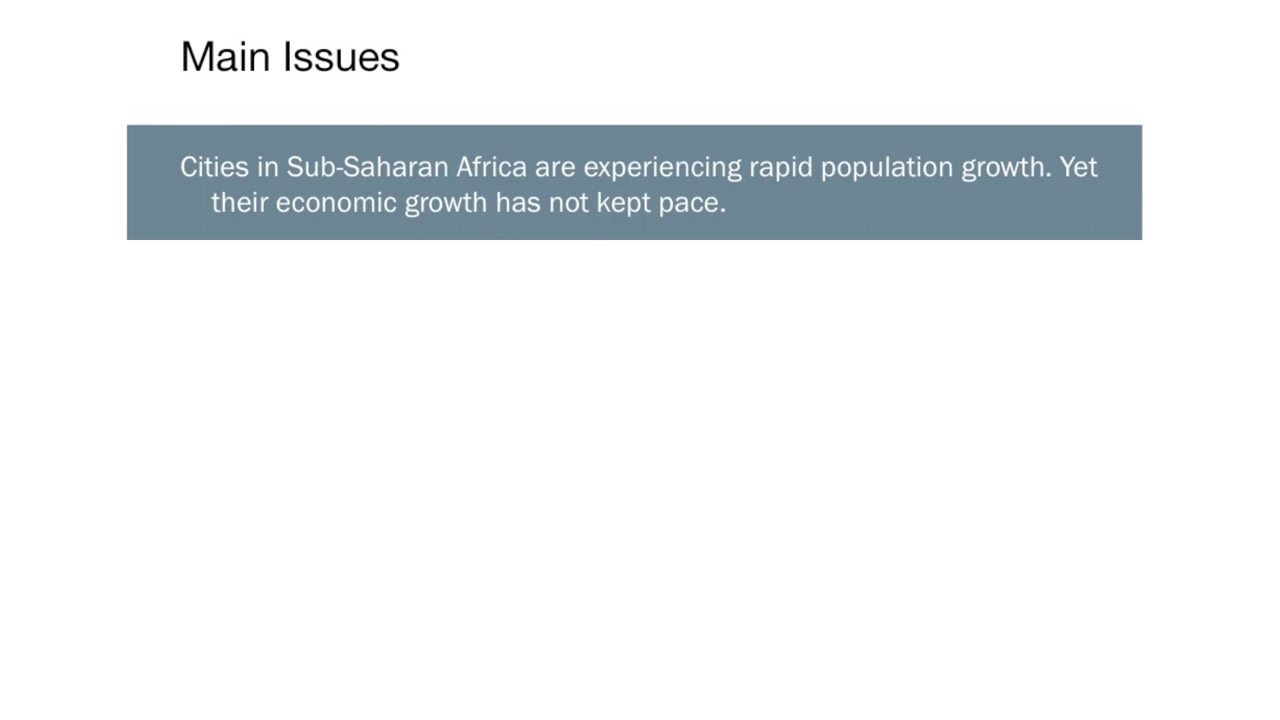 Main Issues
Cities in Sub-Saharan Africa are experiencing rapid population growth. Yet
their economic growth has not kept pace.